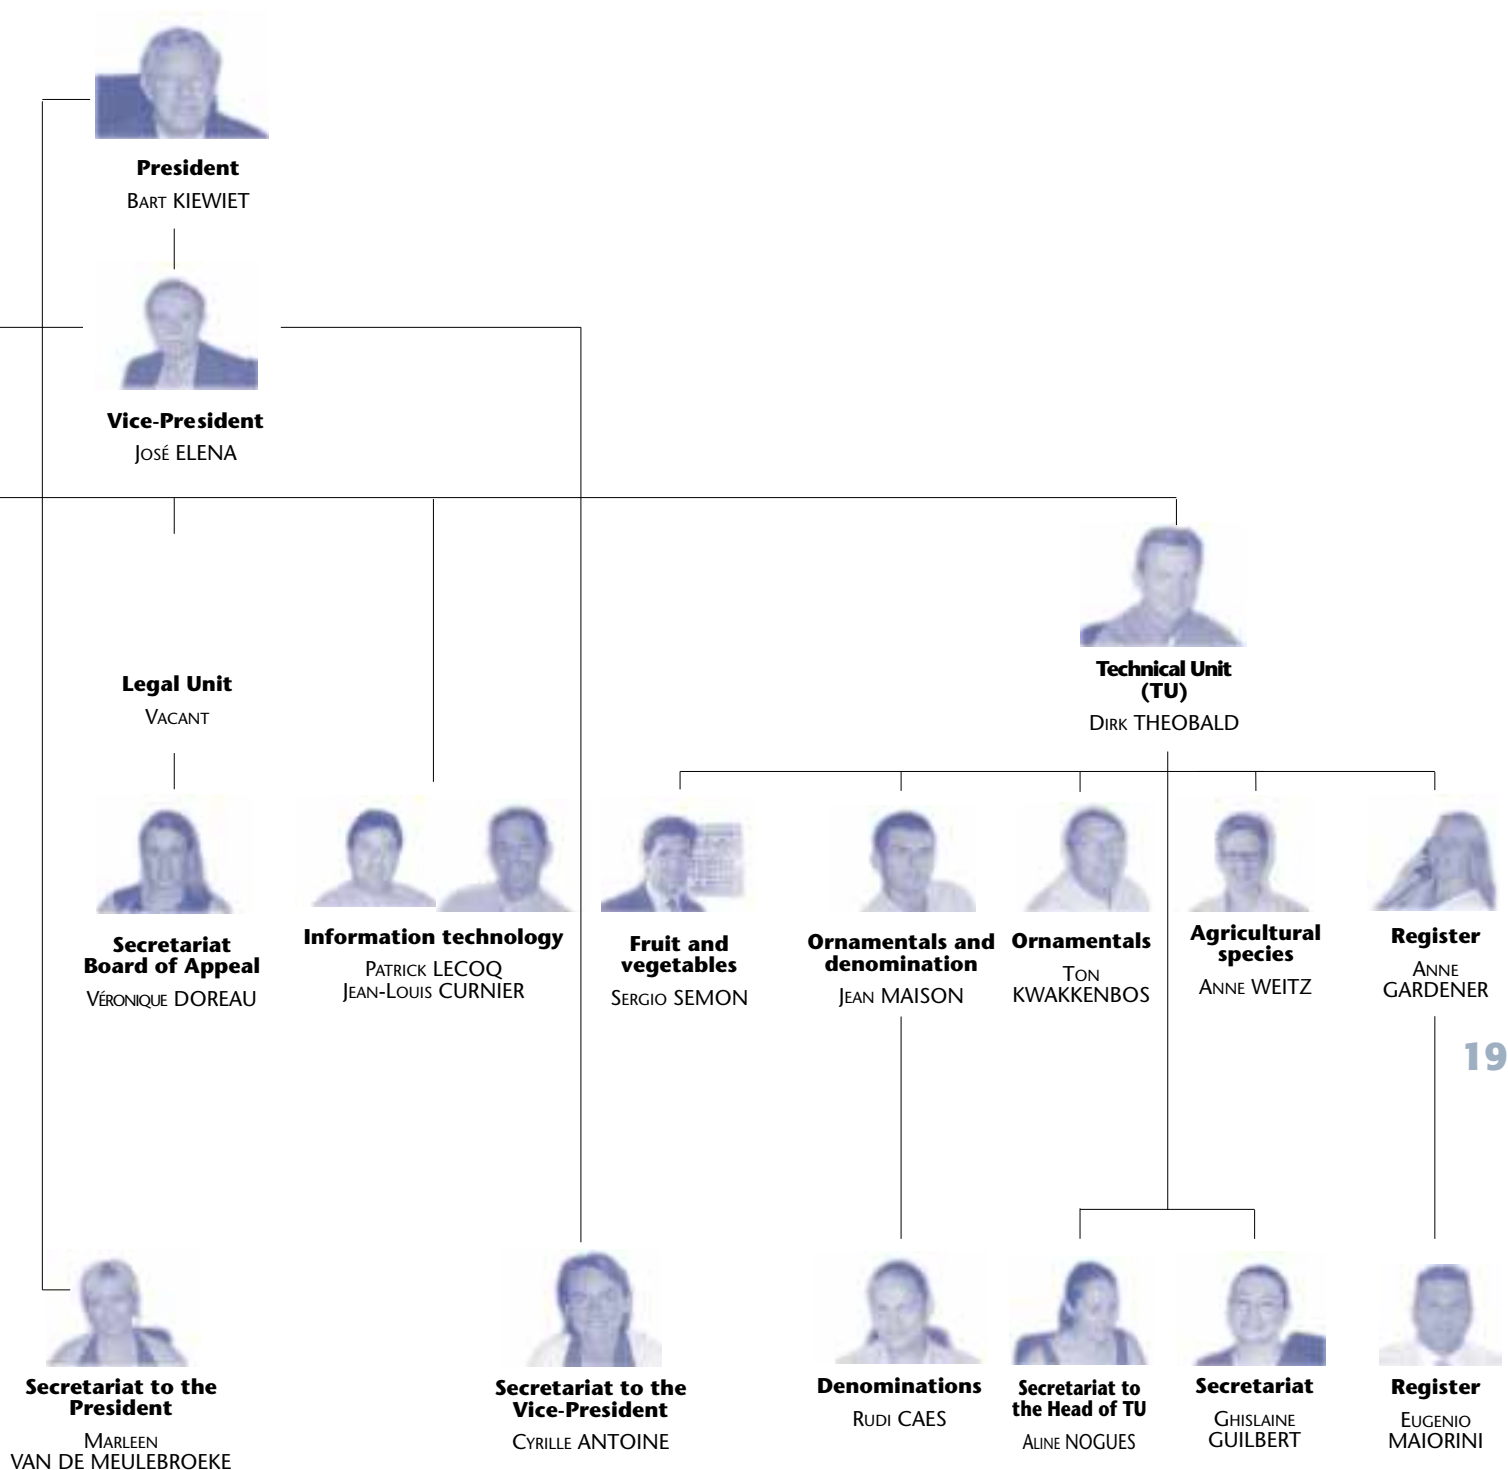 President
Bart KIEWIET
Vice-President
José ELENA
Legal Unit
Vacant
Technical Unit
(TU)
Dirk THEOBALD
Secretariat
Board of Appeal
Véronique DOREAU
Information technology
Patrick LECOQ
Jean-Louis CURNIER
Fruit and
vegetables
Sergio SEMON
Ornamentals and
denomination
Jean MAISON
Ornamentals
Ton
KWAKKENBOS
Agricultural
species
Anne WEITZ
Register
Anne
GARDENER
19
Secretariat to the
President
Marleen
VAN DE MEULEBROEKE
Secretariat to the
Vice-President
Cyrille ANTOINE
Denominations
Rudi CAES
Secretariat to
the Head of TU
Aline NOGUES
Secretariat
Ghislaine
GUILBERT
Register
Eugenio
MAIORINI